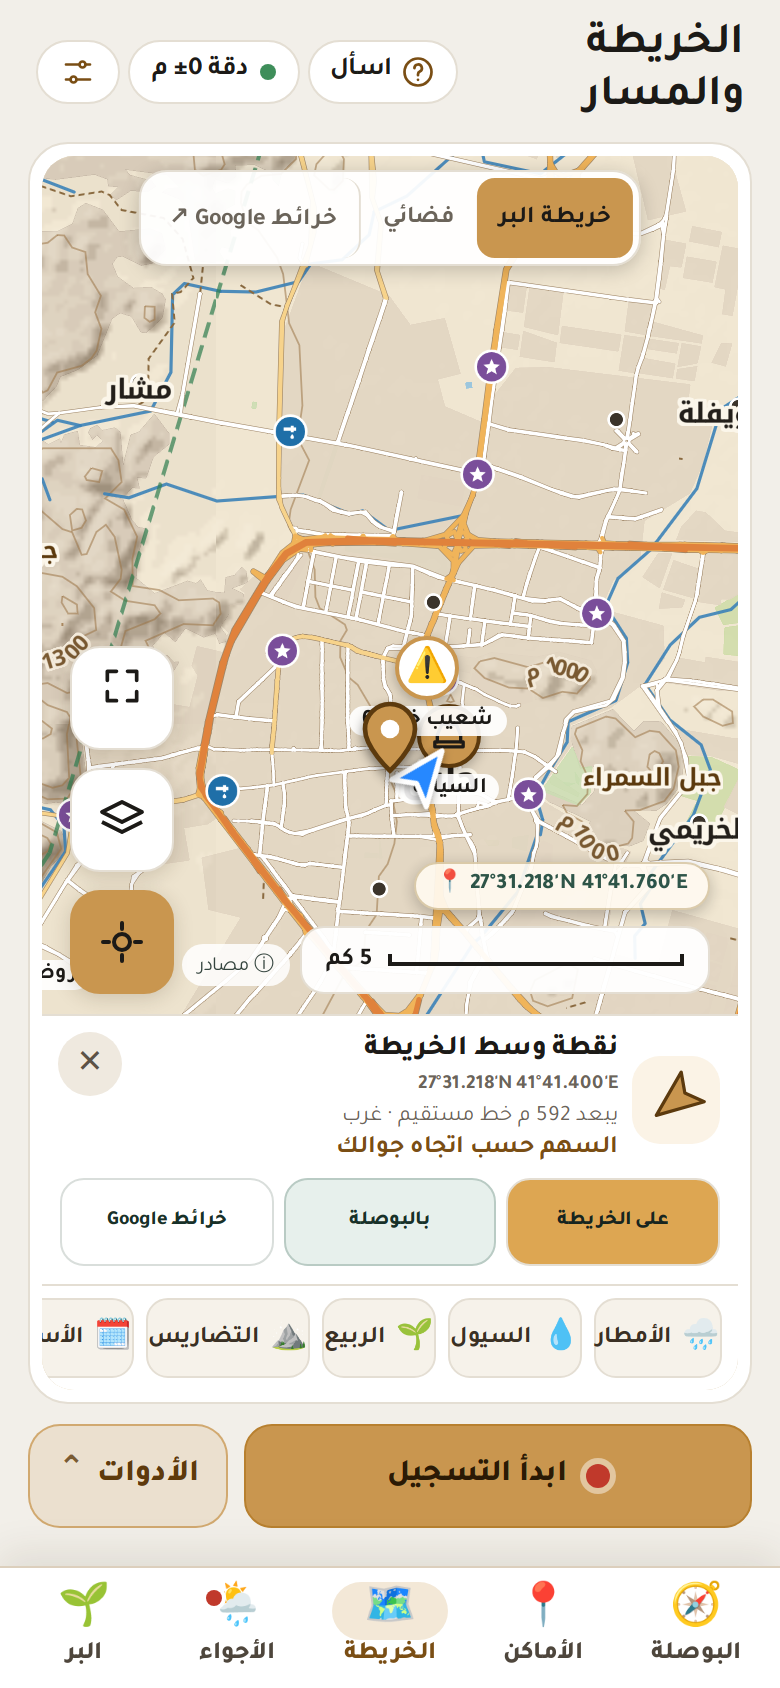 الخريطة
والمسار
اسأل
دقة ±0 م
خريطة البر
فضائي
خرائط Google ↗
مشار
1300
1000 م
شعيب
جبل السمراء
1000 م
27°31.218′N 41°41.760′E
5 كم
مصادر
نقطة وسط الخريطة
27°31.218′N 41°41.400′E
يبعد 592 م خط مستقيم · غرب
السهم حسب اتجاه جوالك
على الخريطة
بالبوصلة
خرائط Google
الأمطار
السيول
الربيع
التضاريس
ابدأ التسجيل
الأدوات
البوصلة
الأماكن
الخريطة
الأجواء
البر